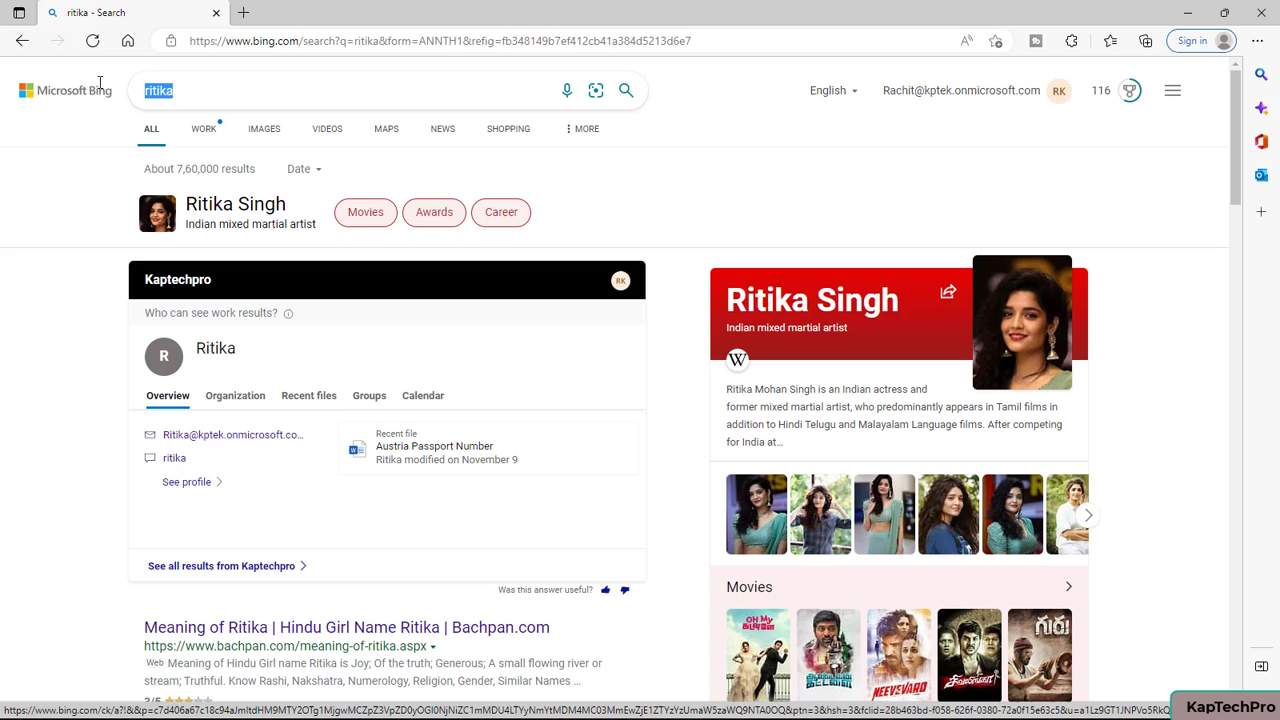 ritika - Search
https://www.bing.com/search?q=ritika&form=ANNTH1&refig=fb348149b7ef412cb41a384d5213d6e7
Sign in
Microsoft Bing
ritika
English
Rachit@kptek.onmicrosoft.com
RK
116
ALL
WORK
IMAGES
VIDEOS
MAPS
NEWS
SHOPPING
MORE
About 7,60,000 results
Date
Ritika Singh
Indian mixed martial artist
Movies
Awards
Career
Kaptechpro
RK
Who can see work results?
R
Ritika
Overview
Organization
Recent files
Groups
Calendar
Ritika@kptek.onmicrosoft.co...
ritika
See profile
Recent file
Austria Passport Number
Ritika modified on November 9
See all results from Kaptechpro
Was this answer useful?
Meaning of Ritika | Hindu Girl Name Ritika | Bachpan.com
https://www.bachpan.com/meaning-of-ritika.aspx
Web Meaning of Hindu Girl name Ritika is Joy; Of the truth; Generous; A small flowing river or
stream; Truthful. Know Rashi, Nakshatra, Numerology, Religion, Gender, Similar Names ...
3/5
Ritika Singh
Indian mixed martial artist
W
Ritika Mohan Singh is an Indian actress and
former mixed martial artist, who predominantly appears in Tamil films in
addition to Hindi Telugu and Malayalam Language films. After competing
for India at...
Movies
OH MY
NEEVEVARO
గురు
KapTechPro